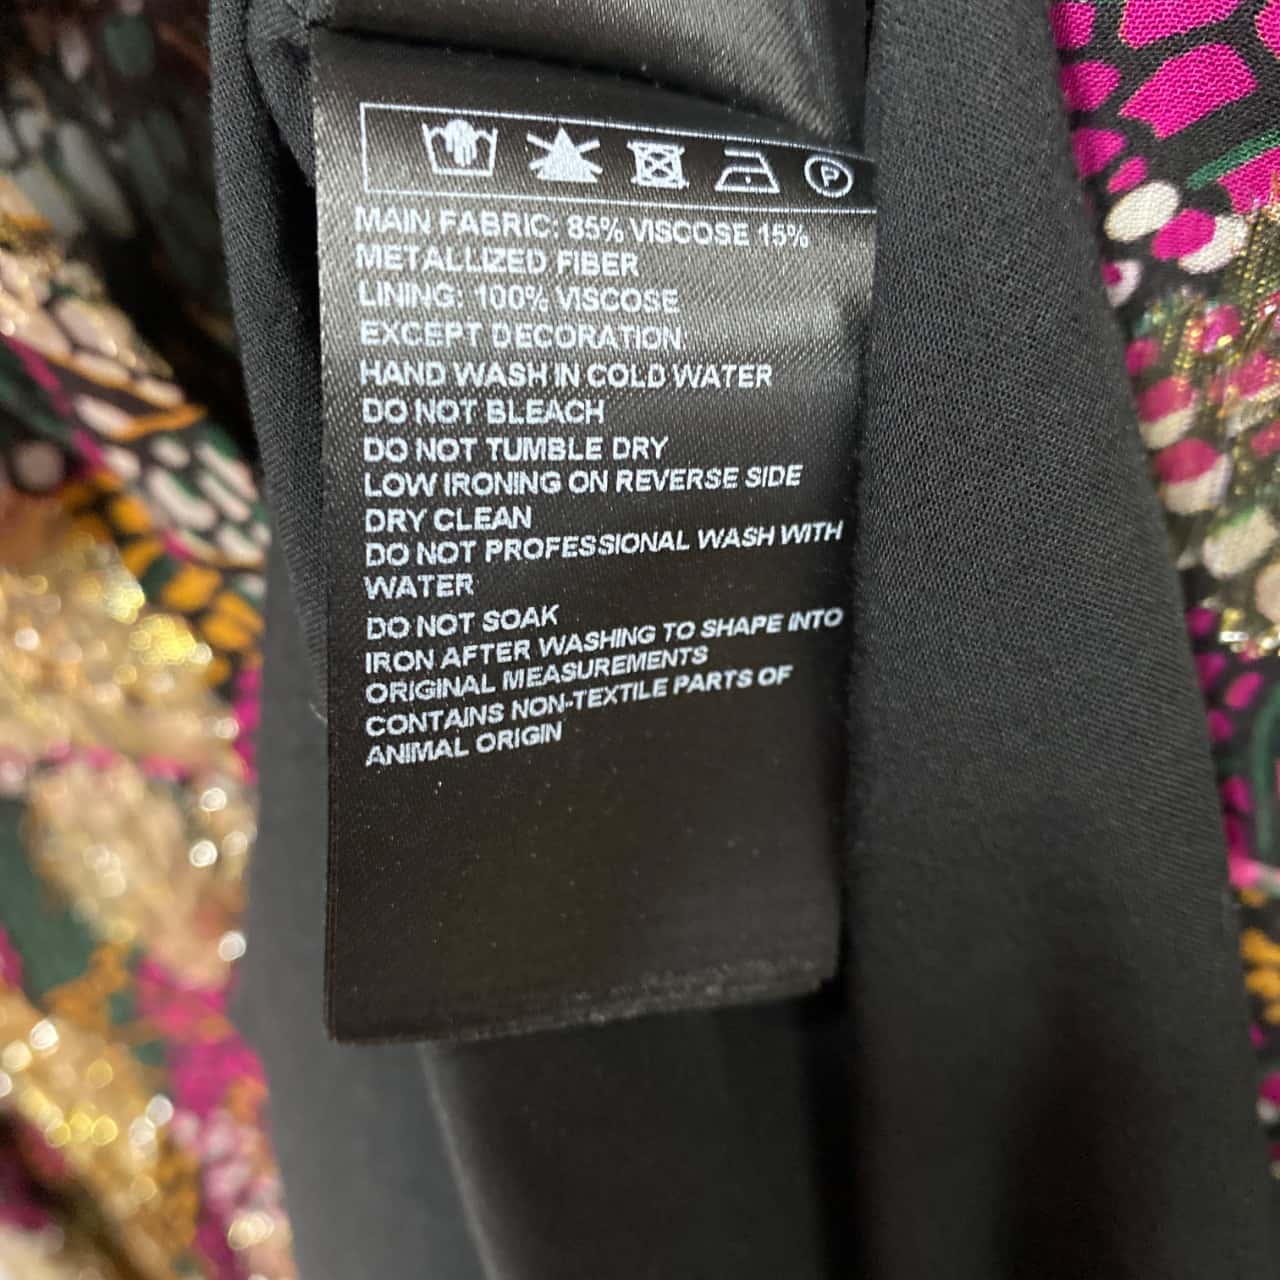 P
MAIN FABRIC: 85% VISCOSE 15%
METALLIZED FIBER
LINING: 100% VISCOSE
EXCEPT DECORATION
HAND WASH IN COLD WATER
DO NOT BLEACH
DO NOT TUMBLE DRY
LOW IRONING ON REVERSE SIDE
DRY CLEAN
DO NOT PROFESSIONAL WASH WITH
WATER
DO NOT SOAK
IRON AFTER WASHING TO SHAPE INTO
ORIGINAL MEASUREMENTS
CONTAINS NON-TEXTILE PARTS OF
ANIMAL ORIGIN